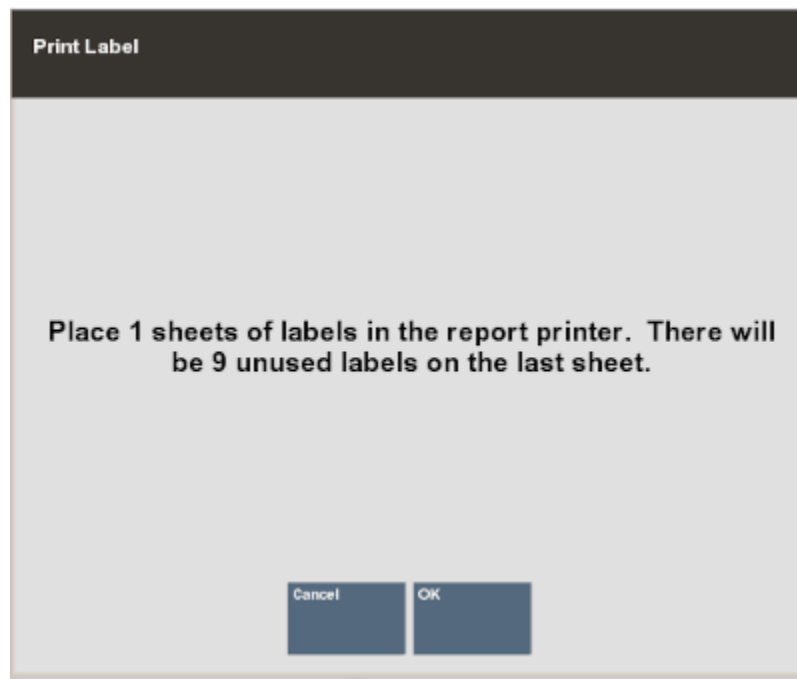 Print Label
Place 1 sheets of labels in the report printer.  There will
be 9 unused labels on the last sheet.
Cancel
OK